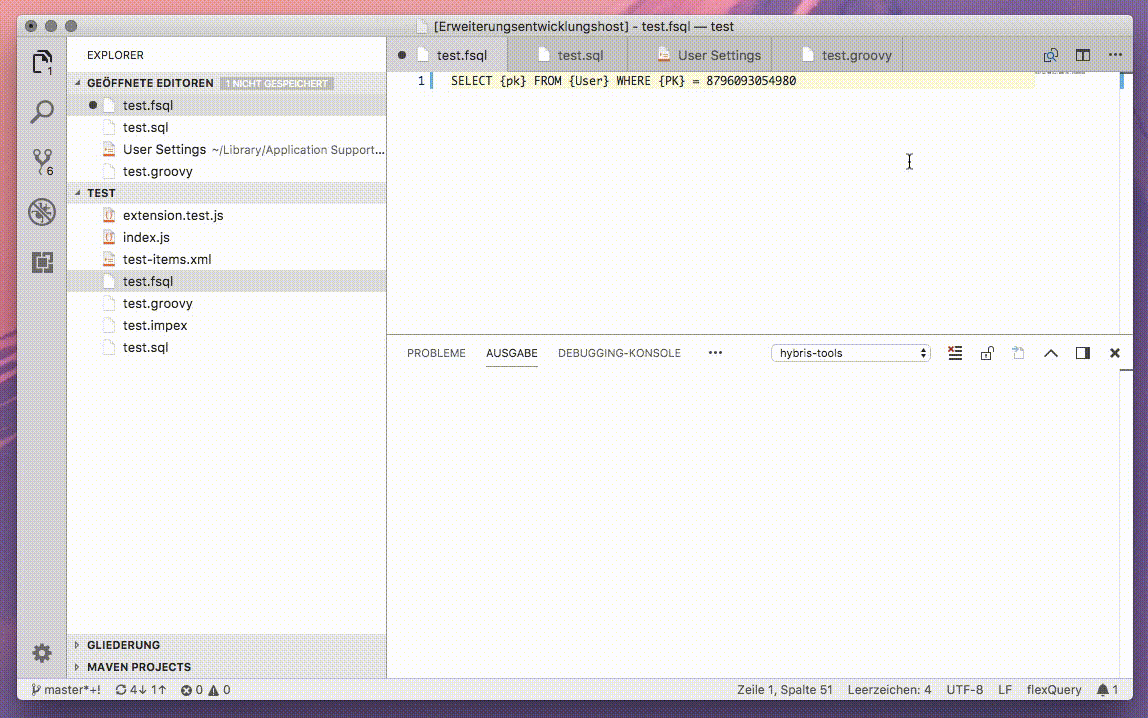 [Erweiterungsentwicklungshost] - test.fsql — test
EXPLORER
GEÖFFNETE EDITOREN 1 NICHT GESPEICHERT
test.fsql
test.sql
User Settings ~/Library/Application Support...
test.groovy
TEST
extension.test.js
index.js
test-items.xml
test.fsql
test.groovy
test.impex
test.sql
GLIEDERUNG
MAVEN PROJECTS
1
6
test.fsql test.sql User Settings test.groovy
1 SELECT {pk} FROM {User} WHERE {PK} = 8796093054980
PROBLEME AUSGABE DEBUGGING-KONSOLE ••• hybris-tools
master*+! 4↓ 1↑ 0 0 Zeile 1, Spalte 51 Leerzeichen: 4 UTF-8 LF flexQuery 1